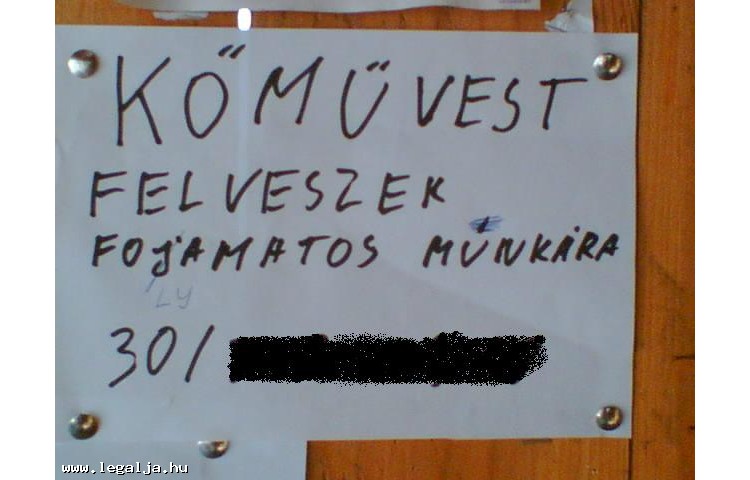 KŐMŰVEST
FELVESZEK
FOJAMATOS MUNKÁRA
LY
30/
www.legalja.hu